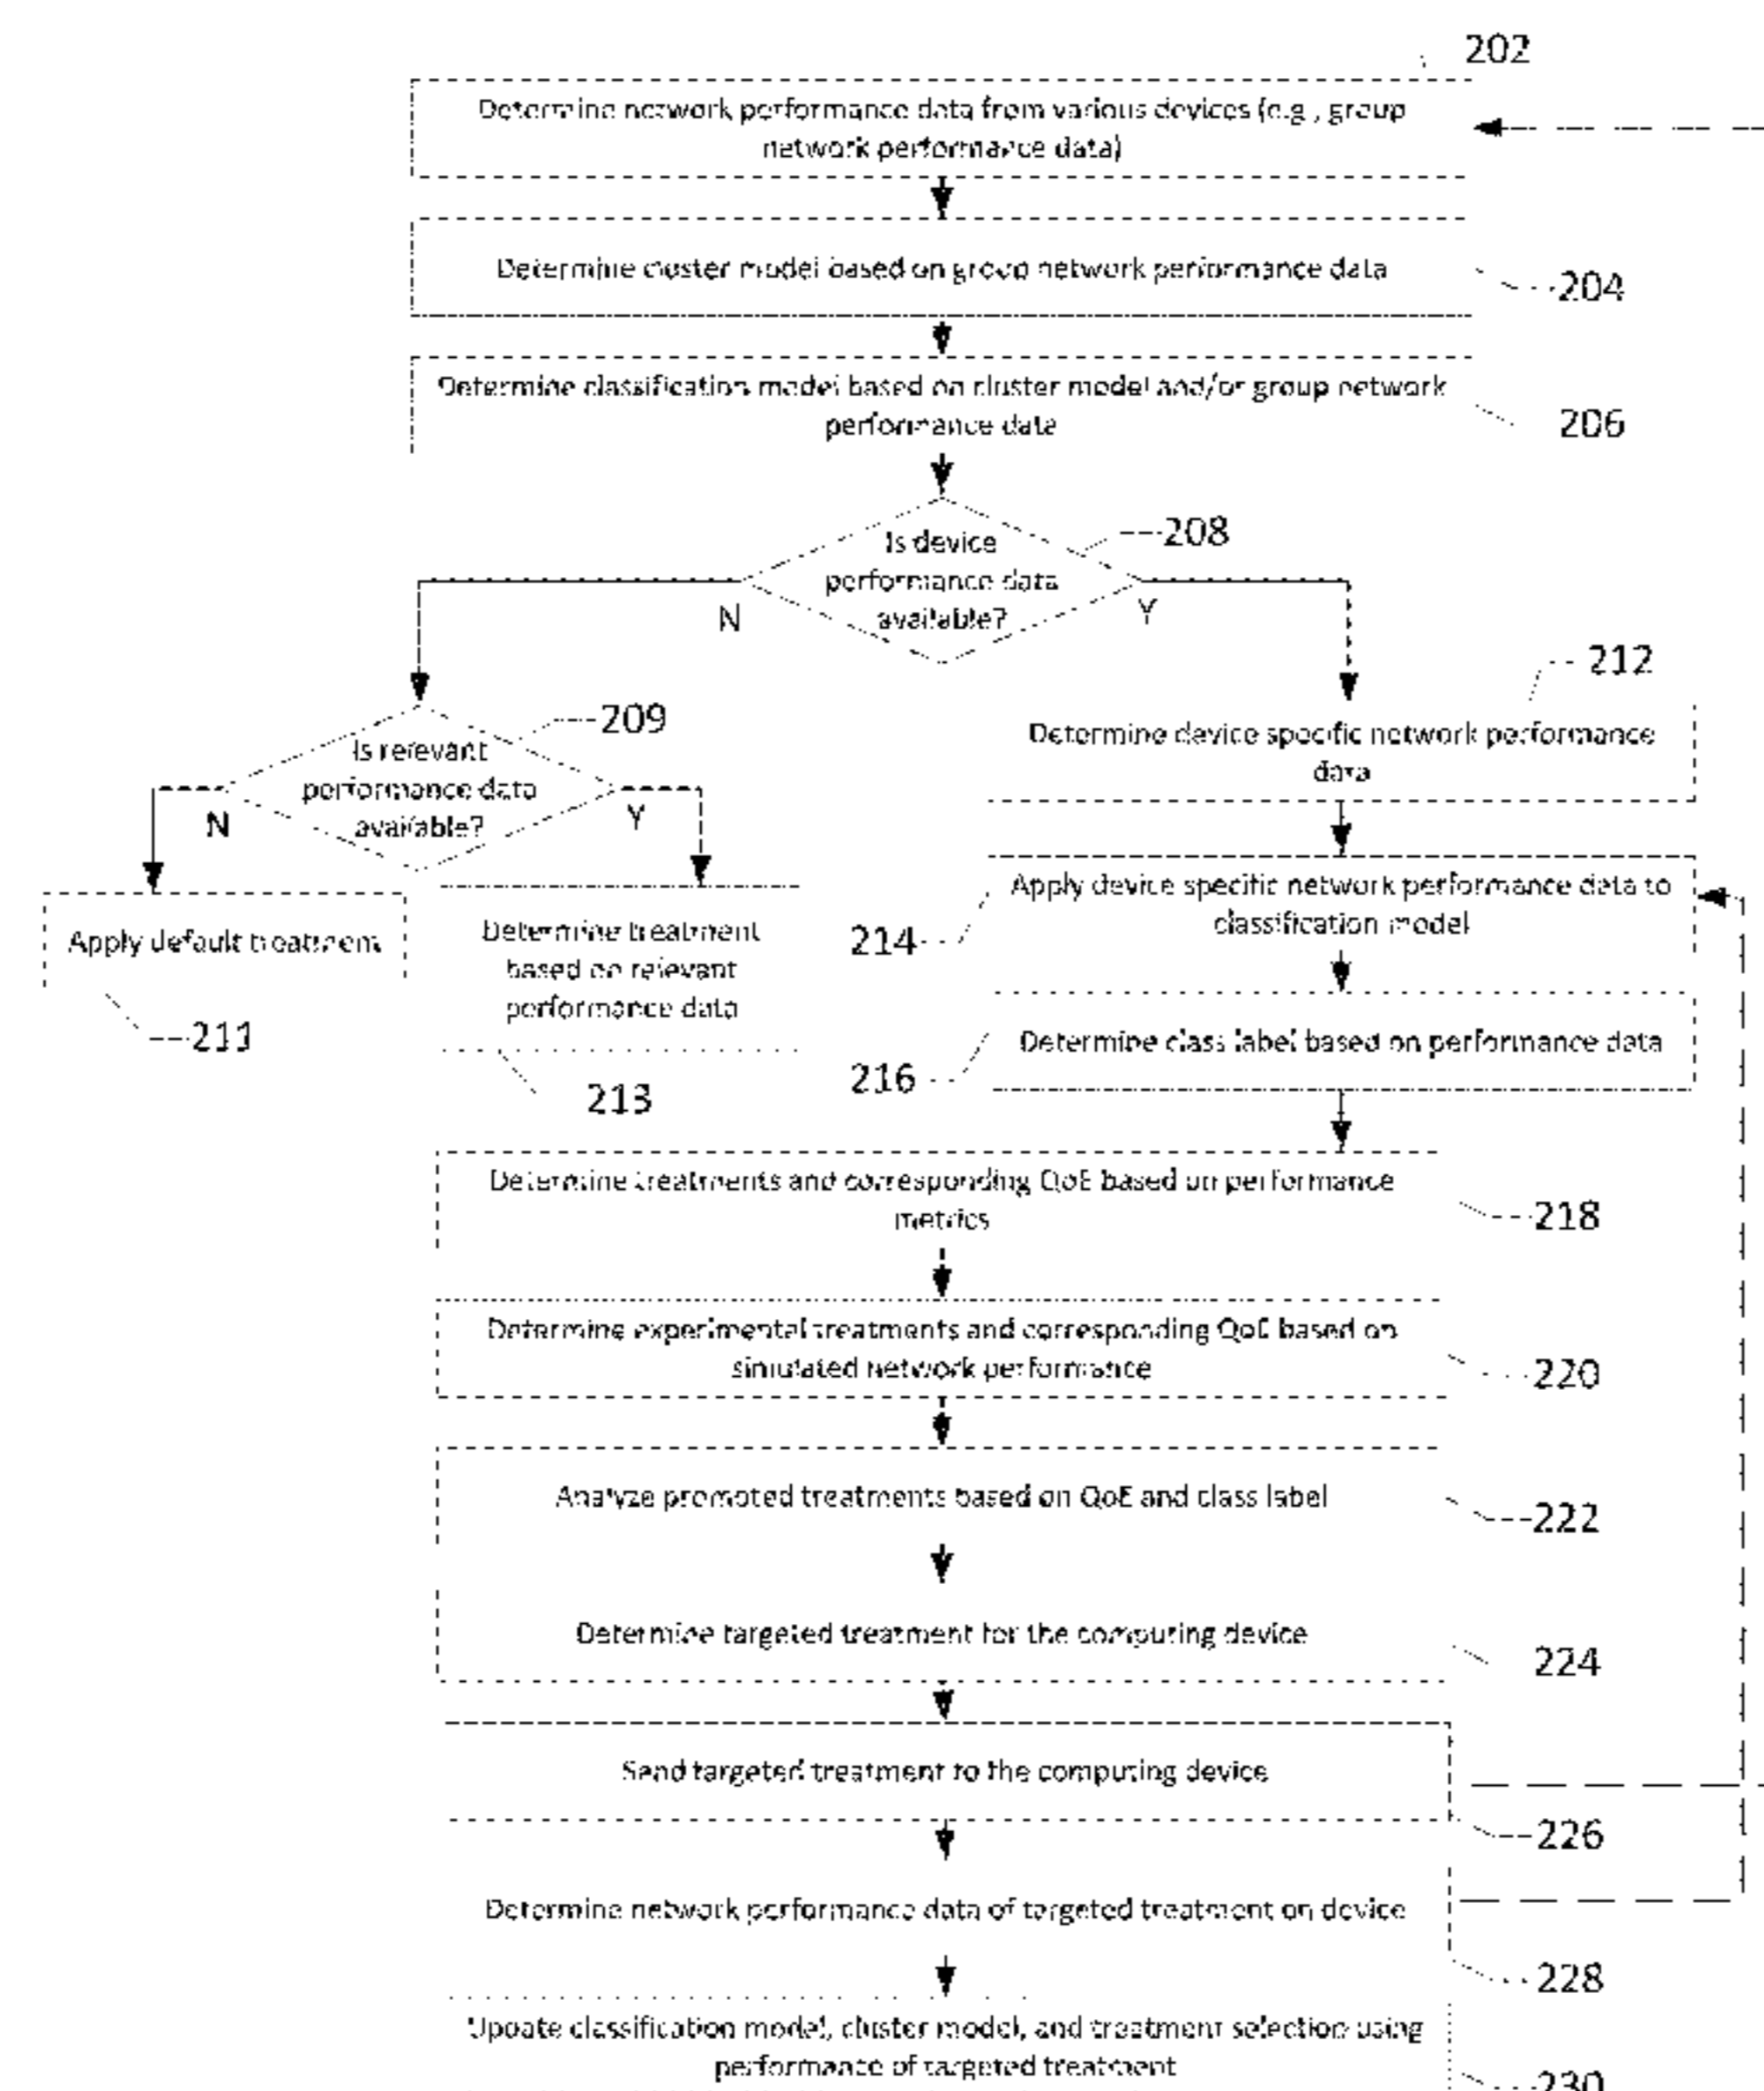 202
Determine network performance data from various devices (e.g., group
network performance data)
Determine cluster model based on group network performance data
204
Determine classification model based on cluster model and/or group network
performance data
206
Is device
performance data
available?
208
N
Y
209
Is relevant
performance data
available?
N
Y
212
Determine device specific network performance
data
Apply default treatment
211
Determine treatment
based on relevant
performance data
213
Apply device specific network performance data to
classification model
214
Determine class label based on performance data
216
Determine treatments and corresponding QoE based on performance
metrics
218
Determine experimental treatments and corresponding QoE based on
simulated network performance
220
Analyze promoted treatments based on QoE and class label
222
Determine targeted treatment for the computing device
224
Send targeted treatment to the computing device
226
Determine network performance data of targeted treatment on device
228
Update classification model, cluster model, and treatment selection using
performance of targeted treatment
230